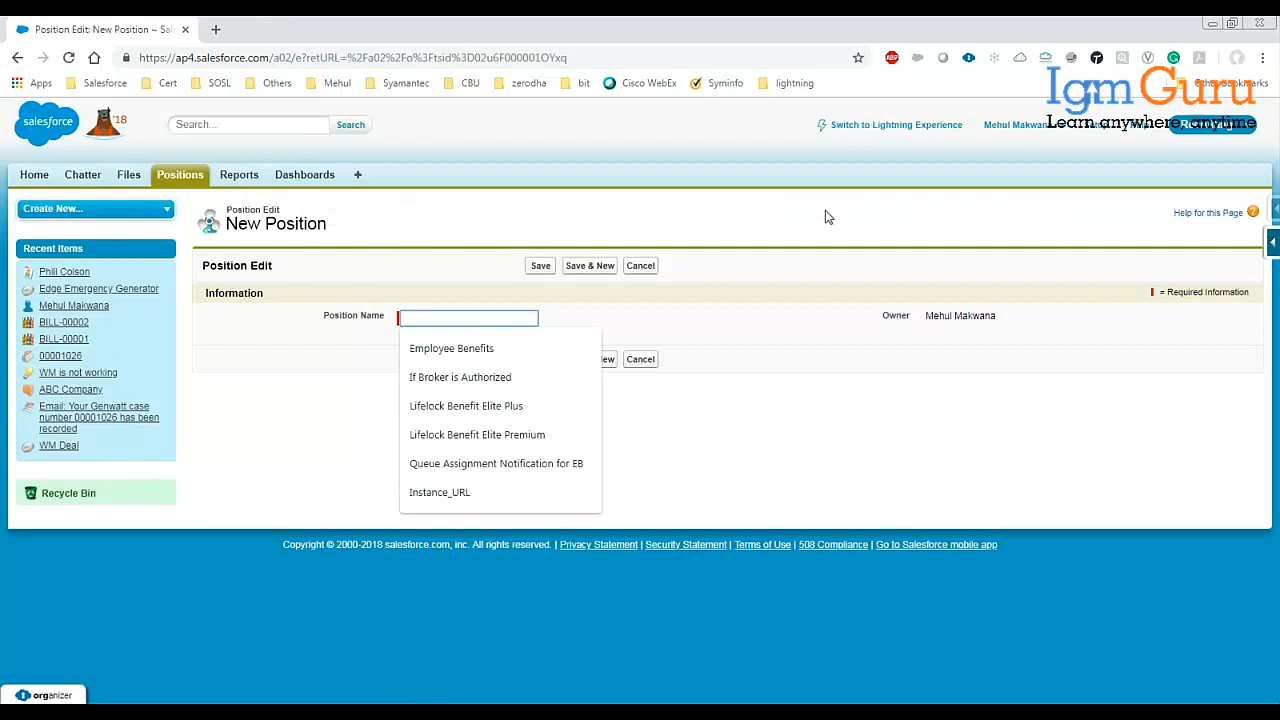 Position Edit: New Position ~ Sa
https://ap4.salesforce.com/a02/e?retURL=%2Fa02%2Fo%3Ftsid%3D02u6F000001OYxq
Apps Salesforce Cert SOSL Others Mehul Syamantec CBU zerodha bit Cisco WebEx Syminfo lightning Other Bookmarks
Igm Guru
Learn anywhere, anytime
salesforce '18 Search... Search Switch to Lightning Experience Mehul Makwana
Home Chatter Files Positions Reports Dashboards +
Create New...
Position Edit
New Position
Help for this Page ?
Recent Items
Phill Colson
Edge Emergency Generator
Mehul Makwana
BILL-00002
BILL-00001
00001026
WM is not working
ABC Company
Email: Your Genwatt case
number 00001026 has been
recorded
WM Deal
Recycle Bin
Position Edit Save Save & New Cancel
Information = Required Information
Position Name Owner Mehul Makwana
Employee Benefits
If Broker is Authorized
Lifelock Benefit Elite Plus
Lifelock Benefit Elite Premium
Queue Assignment Notification for EB
Instance_URL
Cancel
Copyright © 2000-2018 salesforce.com, inc. All rights reserved. | Privacy Statement | Security Statement | Terms of Use | 508 Compliance | Go to Salesforce mobile app
organizer